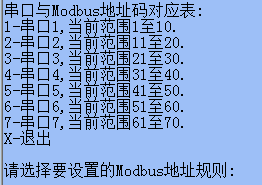 串口与Modbus地址码对应表:
1-串口1,当前范围1至10.
2-串口2,当前范围11至20.
3-串口3,当前范围21至30.
4-串口4,当前范围31至40.
5-串口5,当前范围41至50.
6-串口6,当前范围51至60.
7-串口7,当前范围61至70.
X-退出
请选择要设置的Modbus地址规则: